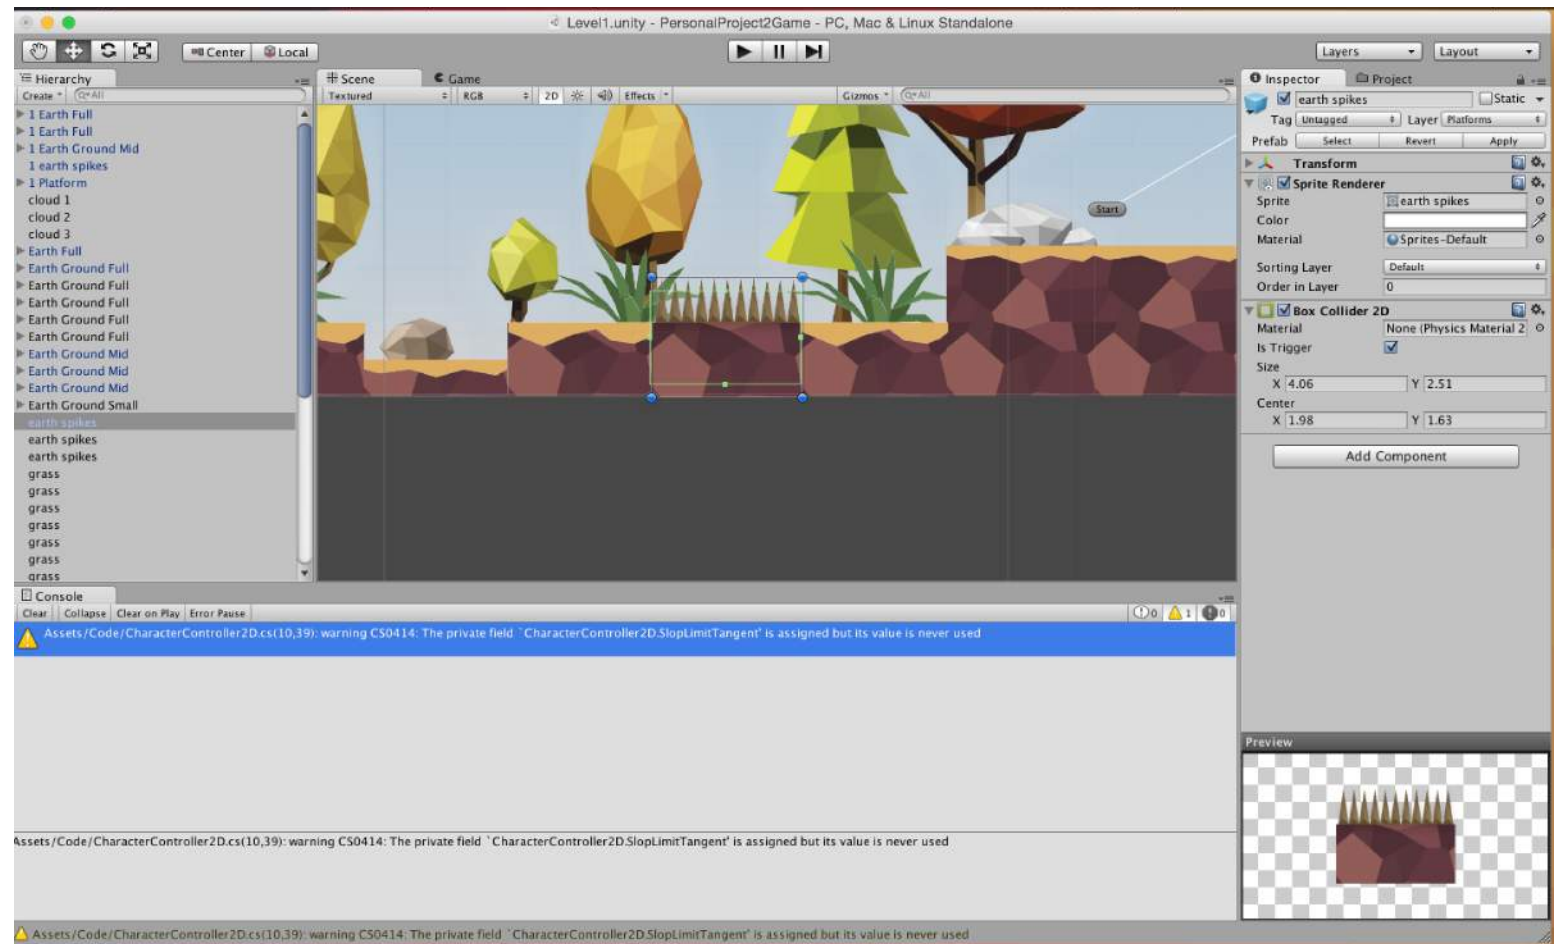 Level1.unity - PersonalProject2Game - PC, Mac & Linux Standalone
Center Local
Layers Layout
Hierarchy
Create All
1 Earth Full
1 Earth Full
1 Earth Ground Mid
1 earth spikes
1 Platform
cloud 1
cloud 2
cloud 3
Earth Full
Earth Ground Full
Earth Ground Full
Earth Ground Full
Earth Ground Full
Earth Ground Full
Earth Ground Mid
Earth Ground Mid
Earth Ground Mid
Earth Ground Small
earth spikes
earth spikes
earth spikes
grass
grass
grass
grass
grass
grass
grass
Scene Game
Textured RGB 2D Effects Gizmos All
Start
Inspector Project
earth spikes Static
Tag Untagged Layer Platforms
Prefab Select Revert Apply
Transform
Sprite Renderer
Sprite earth spikes
Color
Material Sprites-Default
Sorting Layer Default
Order in Layer 0
Box Collider 2D
Material None (Physics Material 2
Is Trigger
Size
X 4.06 Y 2.51
Center
X 1.98 Y 1.63
Add Component
Console
Clear Collapse Clear on Play Error Pause 0 1 0
Assets/Code/CharacterController2D.cs(10,39): warning CS0414: The private field `CharacterController2D.SlopLimitTangent' is assigned but its value is never used
Assets/Code/CharacterController2D.cs(10,39): warning CS0414: The private field `CharacterController2D.SlopLimitTangent' is assigned but its value is never used
Preview
Assets/Code/CharacterController2D.cs(10,39): warning CS0414: The private field `CharacterController2D.SlopLimitTangent' is assigned but its value is never used